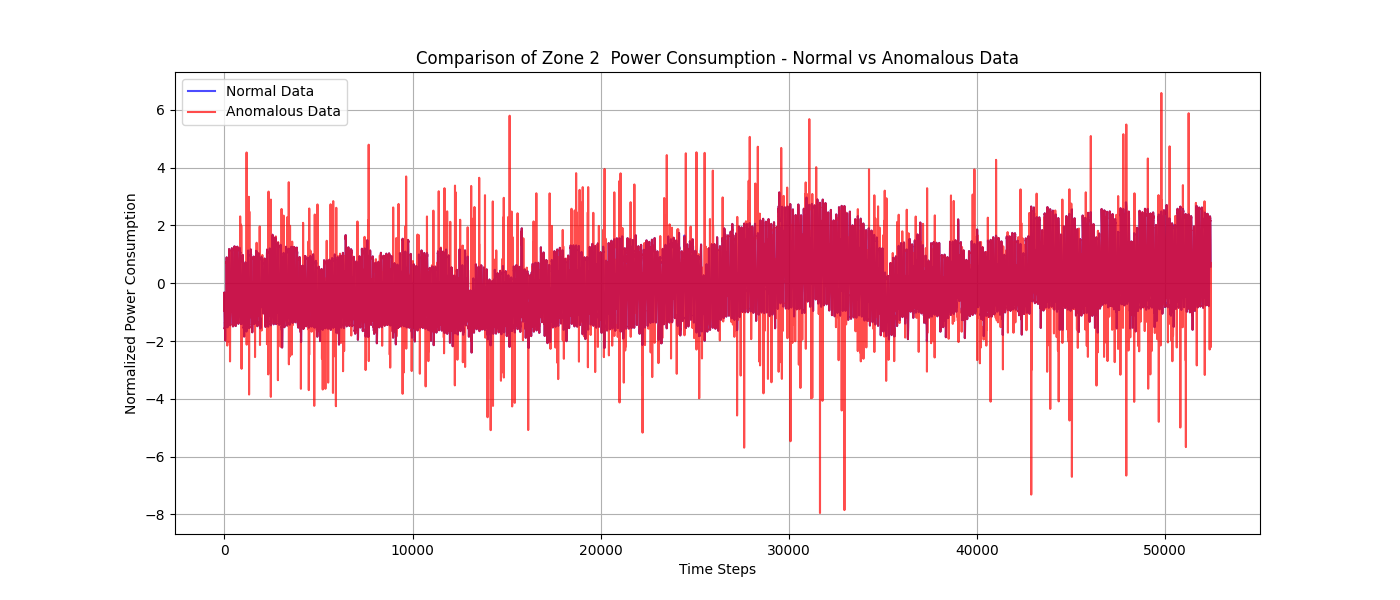 Comparison of Zone 2  Power Consumption - Normal vs Anomalous Data
Normal Data
Anomalous Data
Normalized Power Consumption
6
4
2
0
−2
−4
−6
−8
0 10000 20000 30000 40000 50000
Time Steps